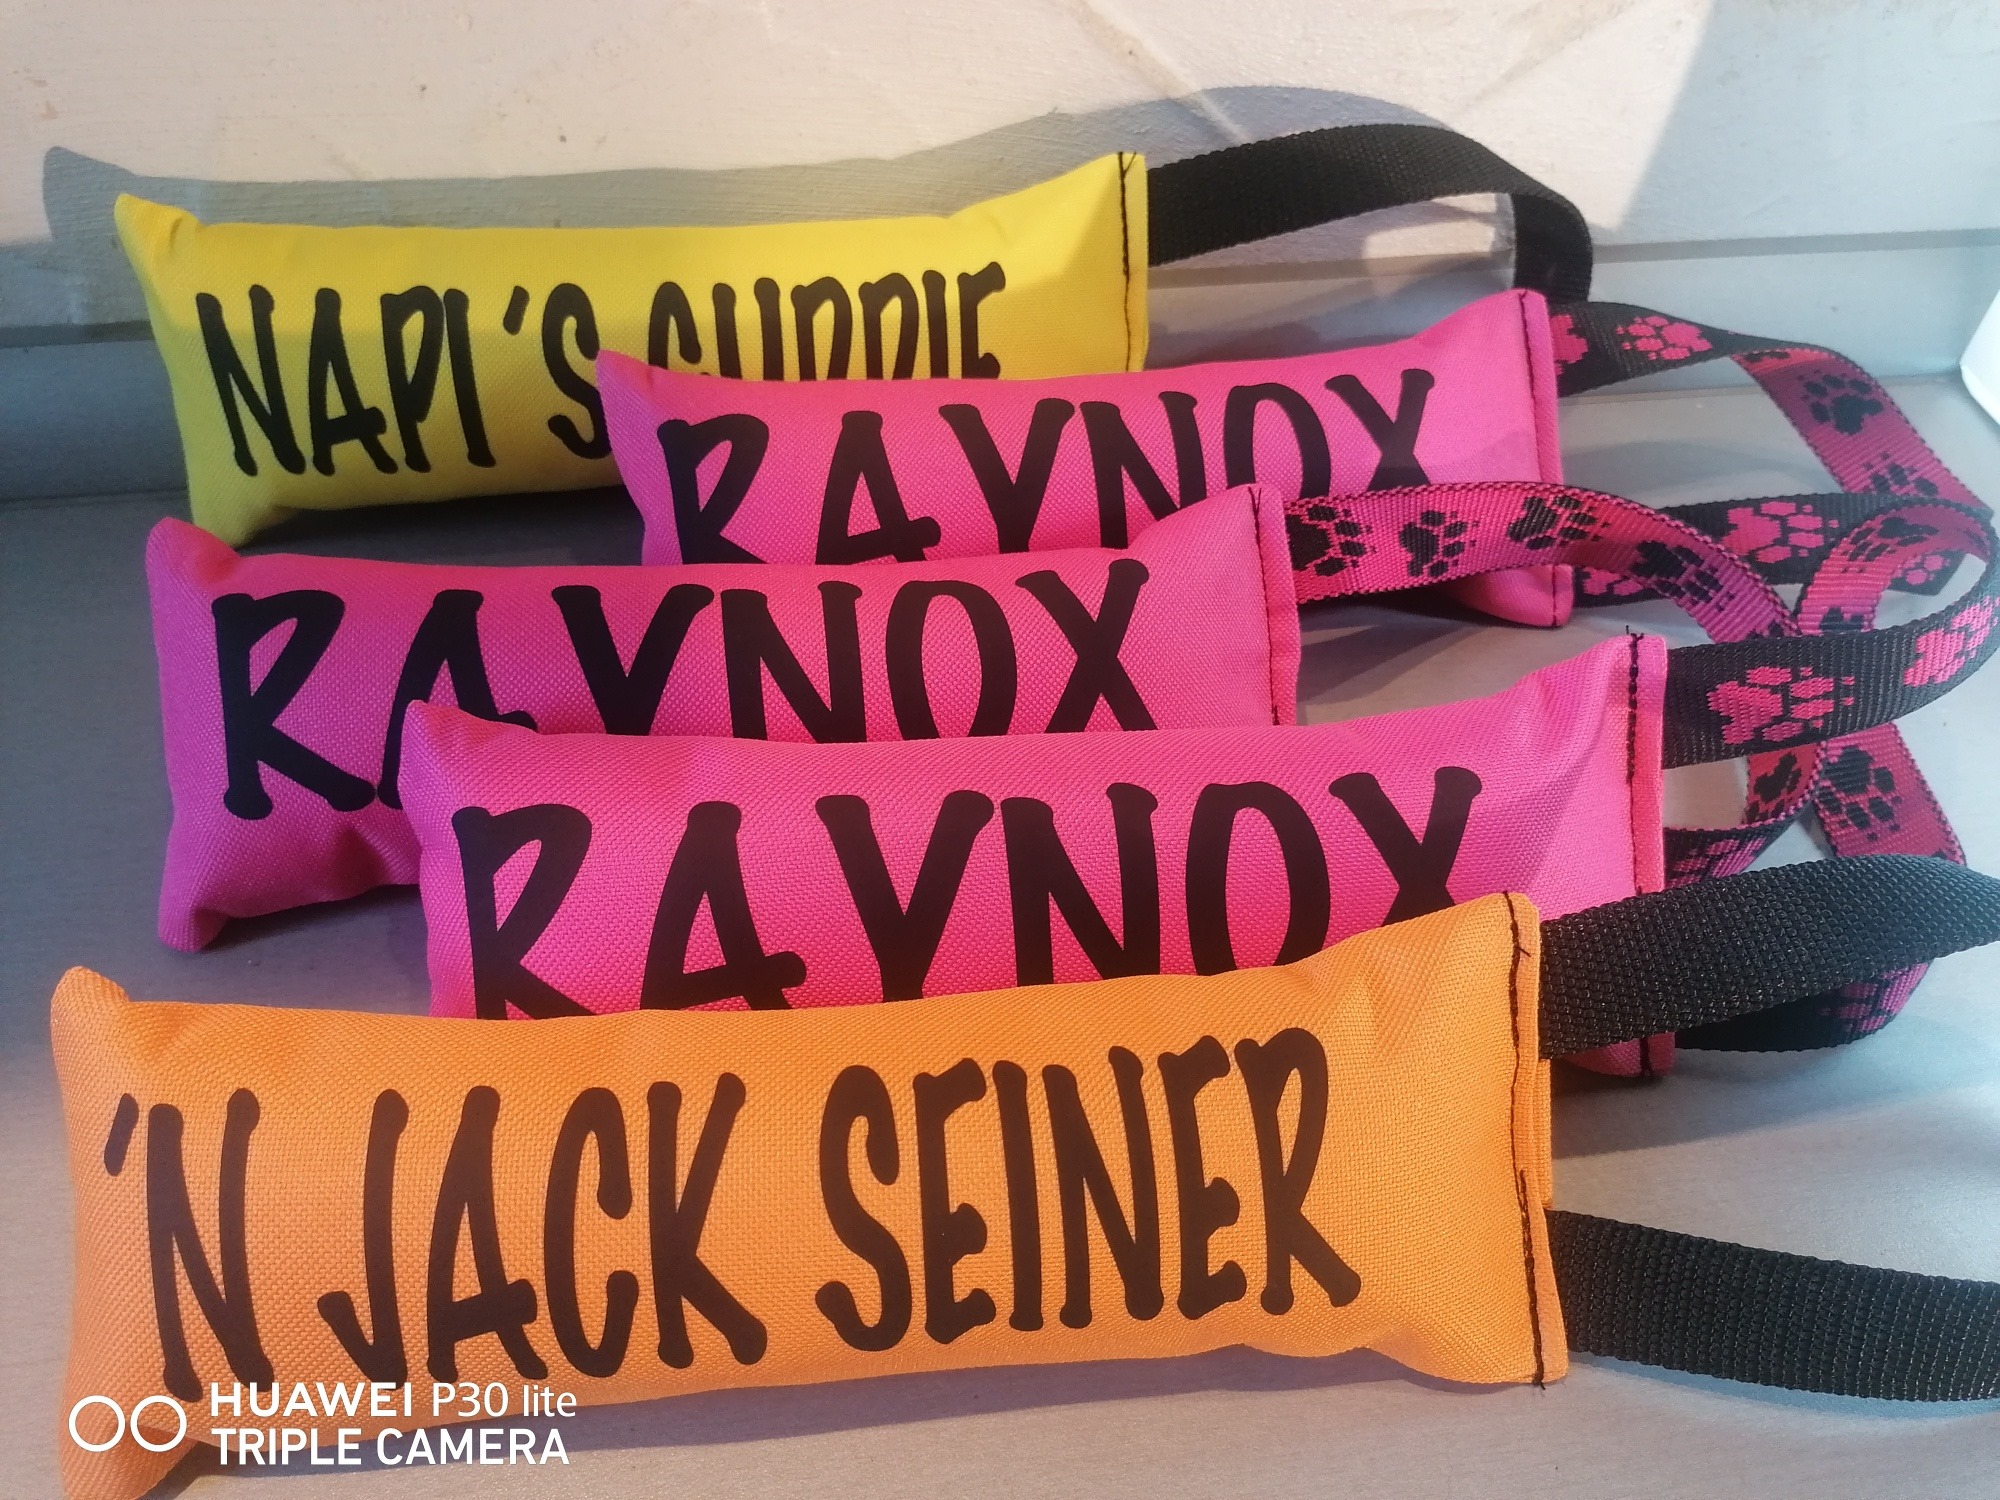 NAPI'S GUPPIE
RAYNOX
RAYNOX
RAYNOX
'N JACK SEINER
HUAWEI P30 lite
TRIPLE CAMERA